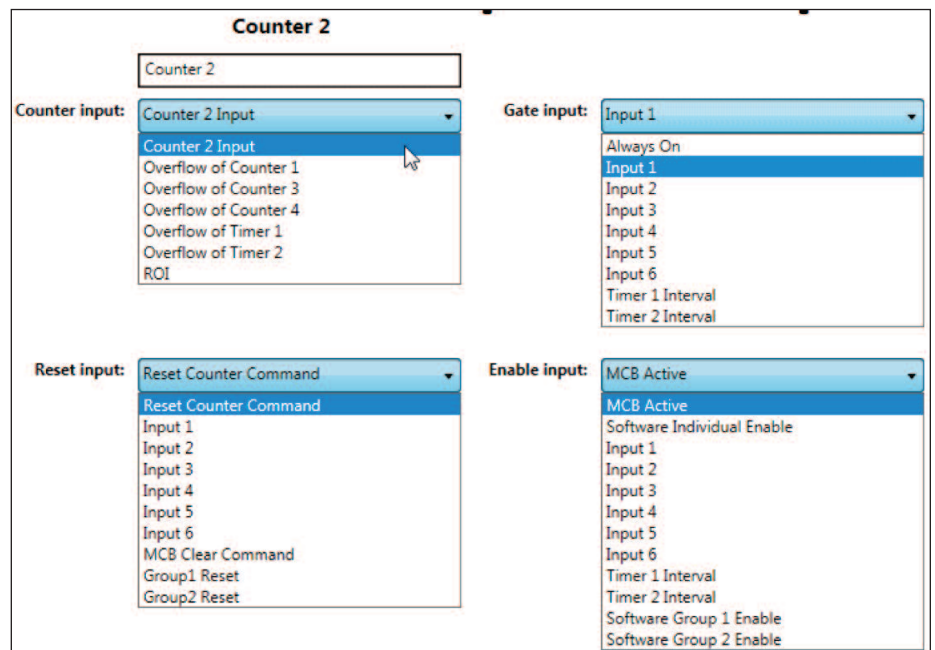 Counter 2
Counter 2
Counter input:
Counter 2 Input
Counter 2 Input
Overflow of Counter 1
Overflow of Counter 3
Overflow of Counter 4
Overflow of Timer 1
Overflow of Timer 2
ROI
Gate input:
Input 1
Always On
Input 1
Input 2
Input 3
Input 4
Input 5
Input 6
Timer 1 Interval
Timer 2 Interval
Reset input:
Reset Counter Command
Reset Counter Command
Input 1
Input 2
Input 3
Input 4
Input 5
Input 6
MCB Clear Command
Group1 Reset
Group2 Reset
Enable input:
MCB Active
MCB Active
Software Individual Enable
Input 1
Input 2
Input 3
Input 4
Input 5
Input 6
Timer 1 Interval
Timer 2 Interval
Software Group 1 Enable
Software Group 2 Enable